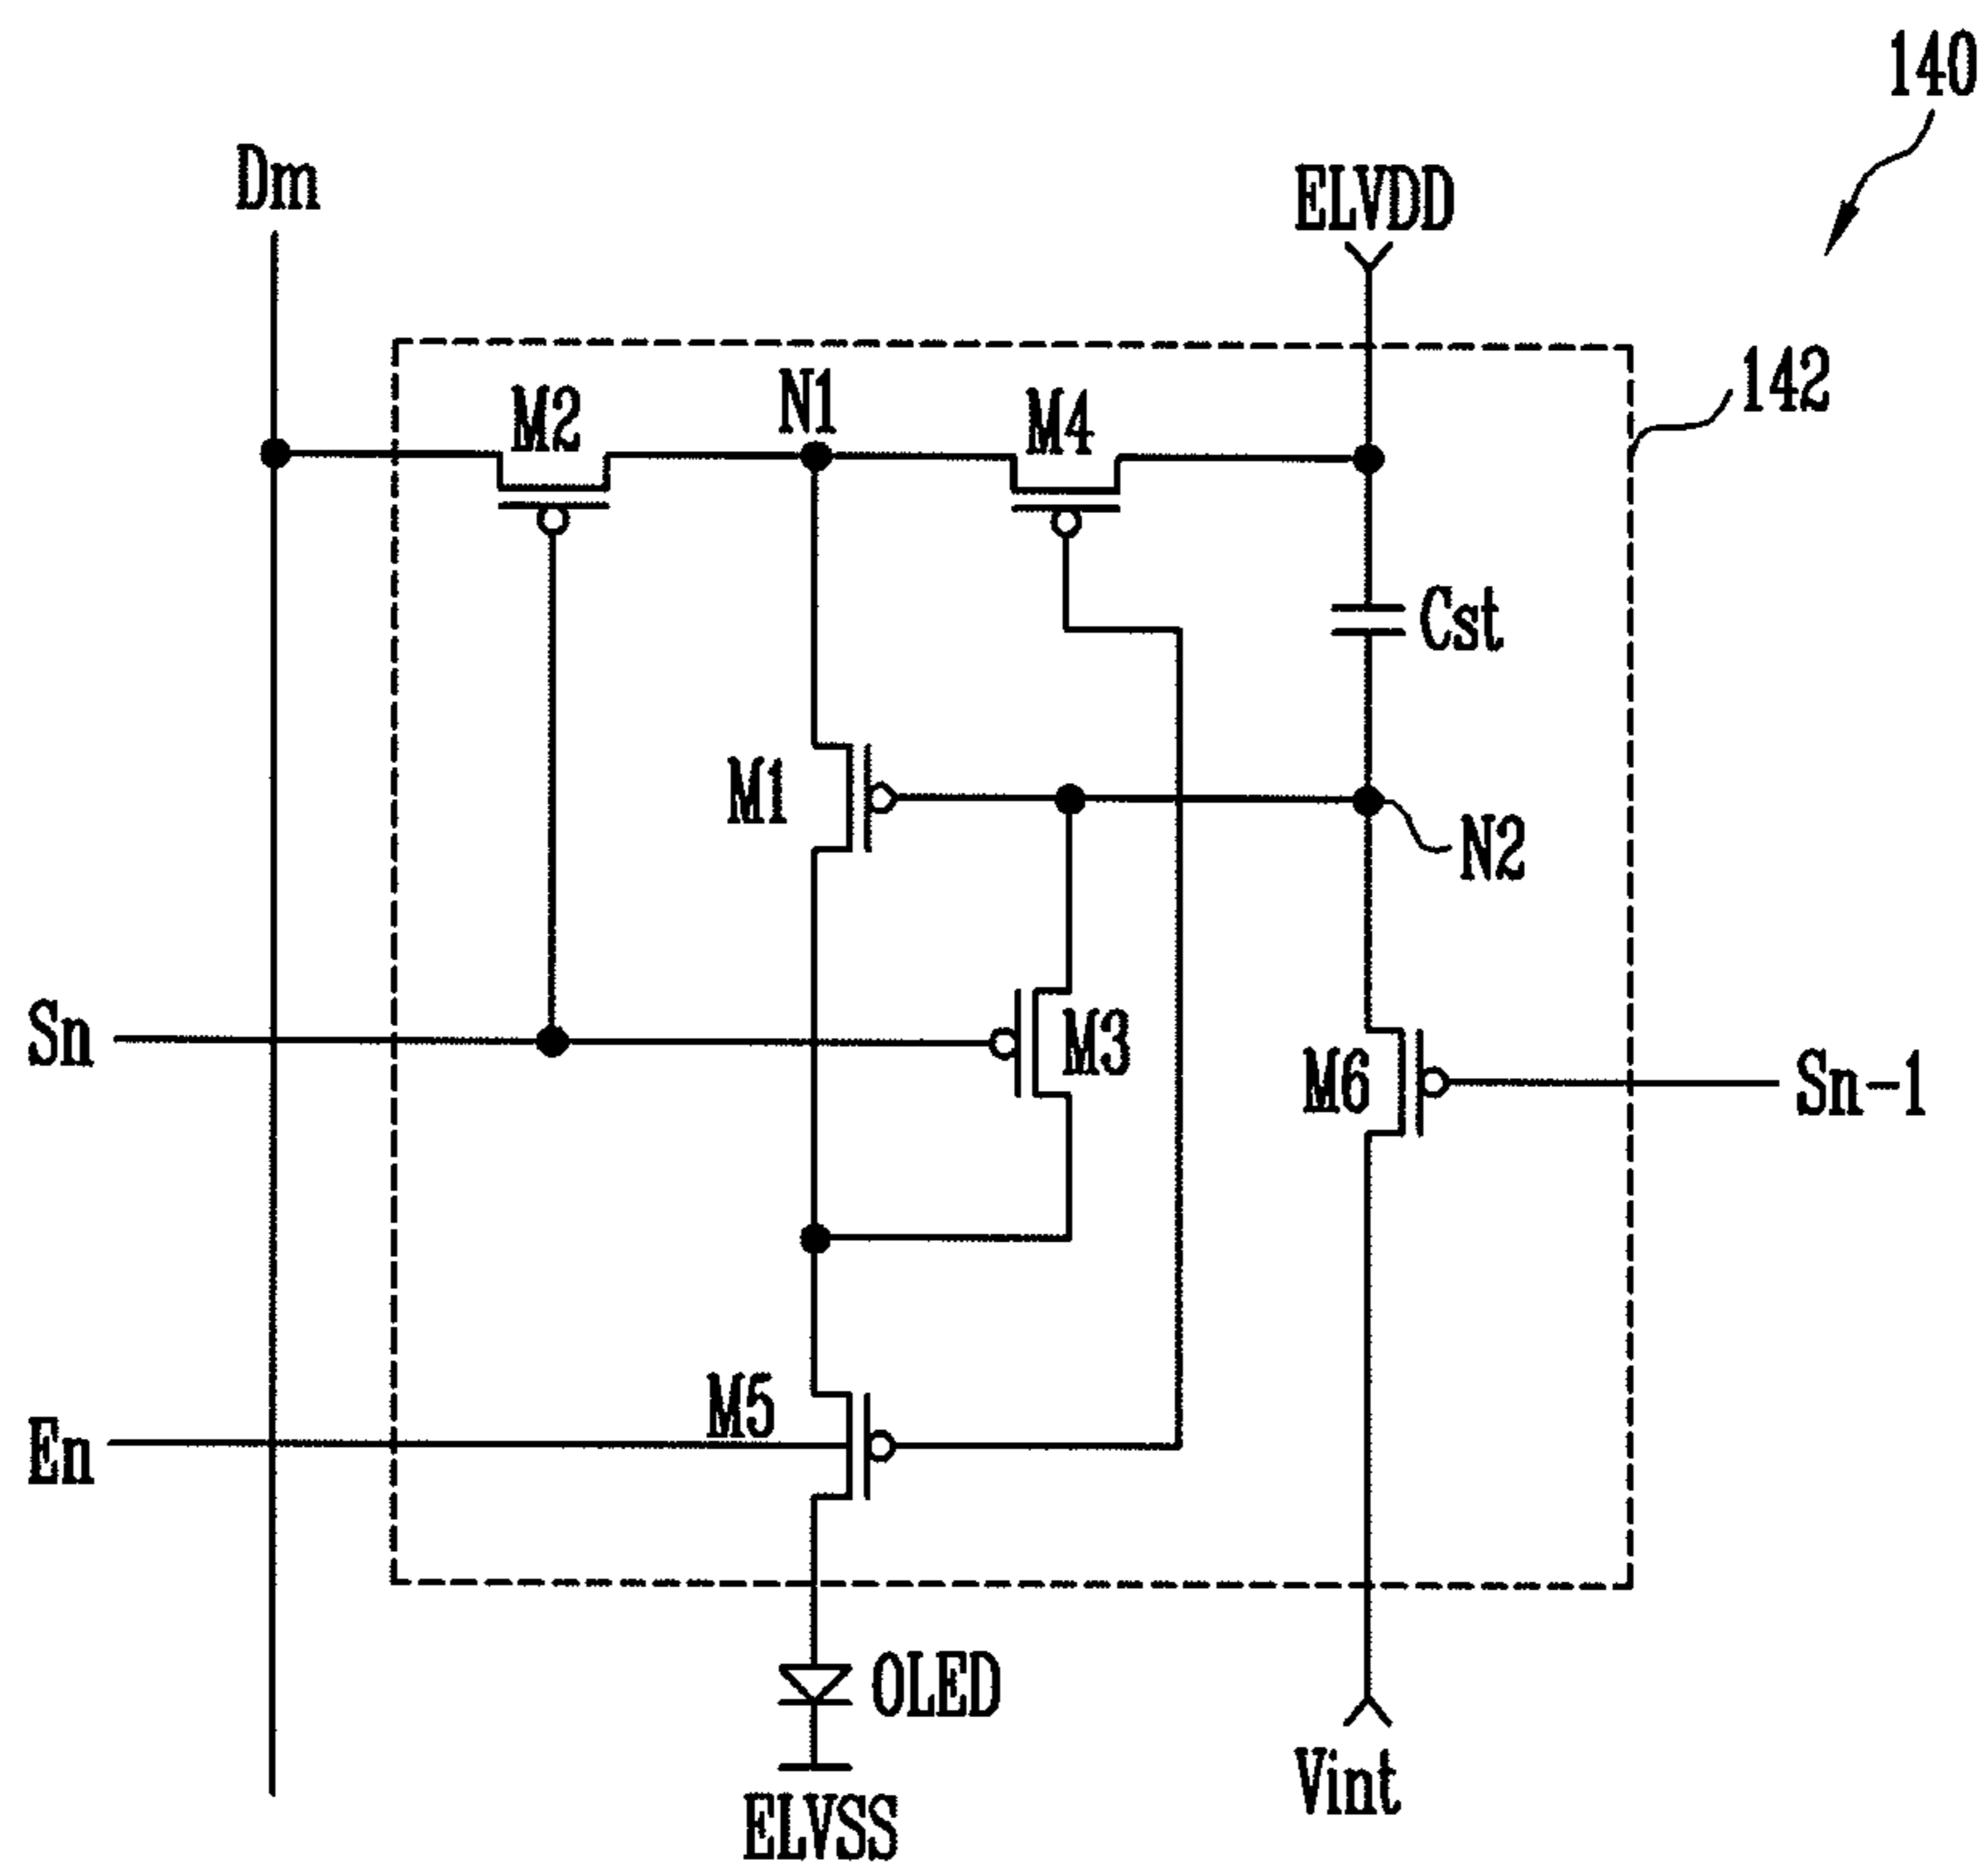 140
Dm
ELVDD
142
M2
N1
M4
Cst
M1
N2
Sn
M3
M6
Sn-1
M5
En
OLED
Vint
ELVSS